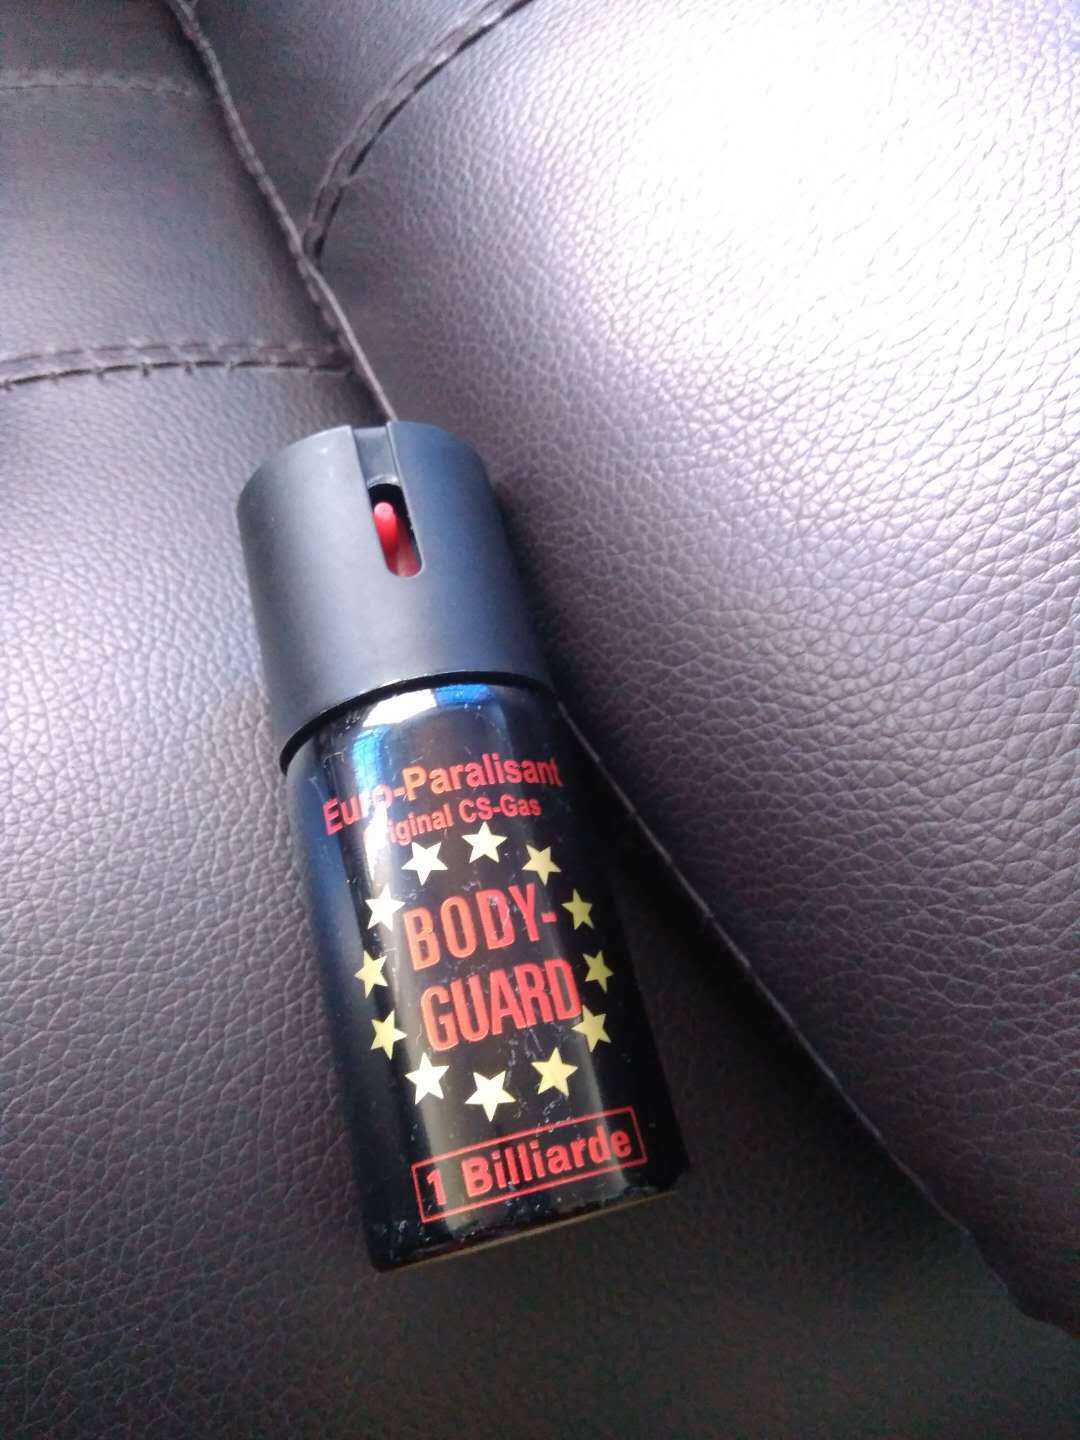 Euro-Paralisant
Original CS-Gas
BODY-
GUARD
1 Billiarde